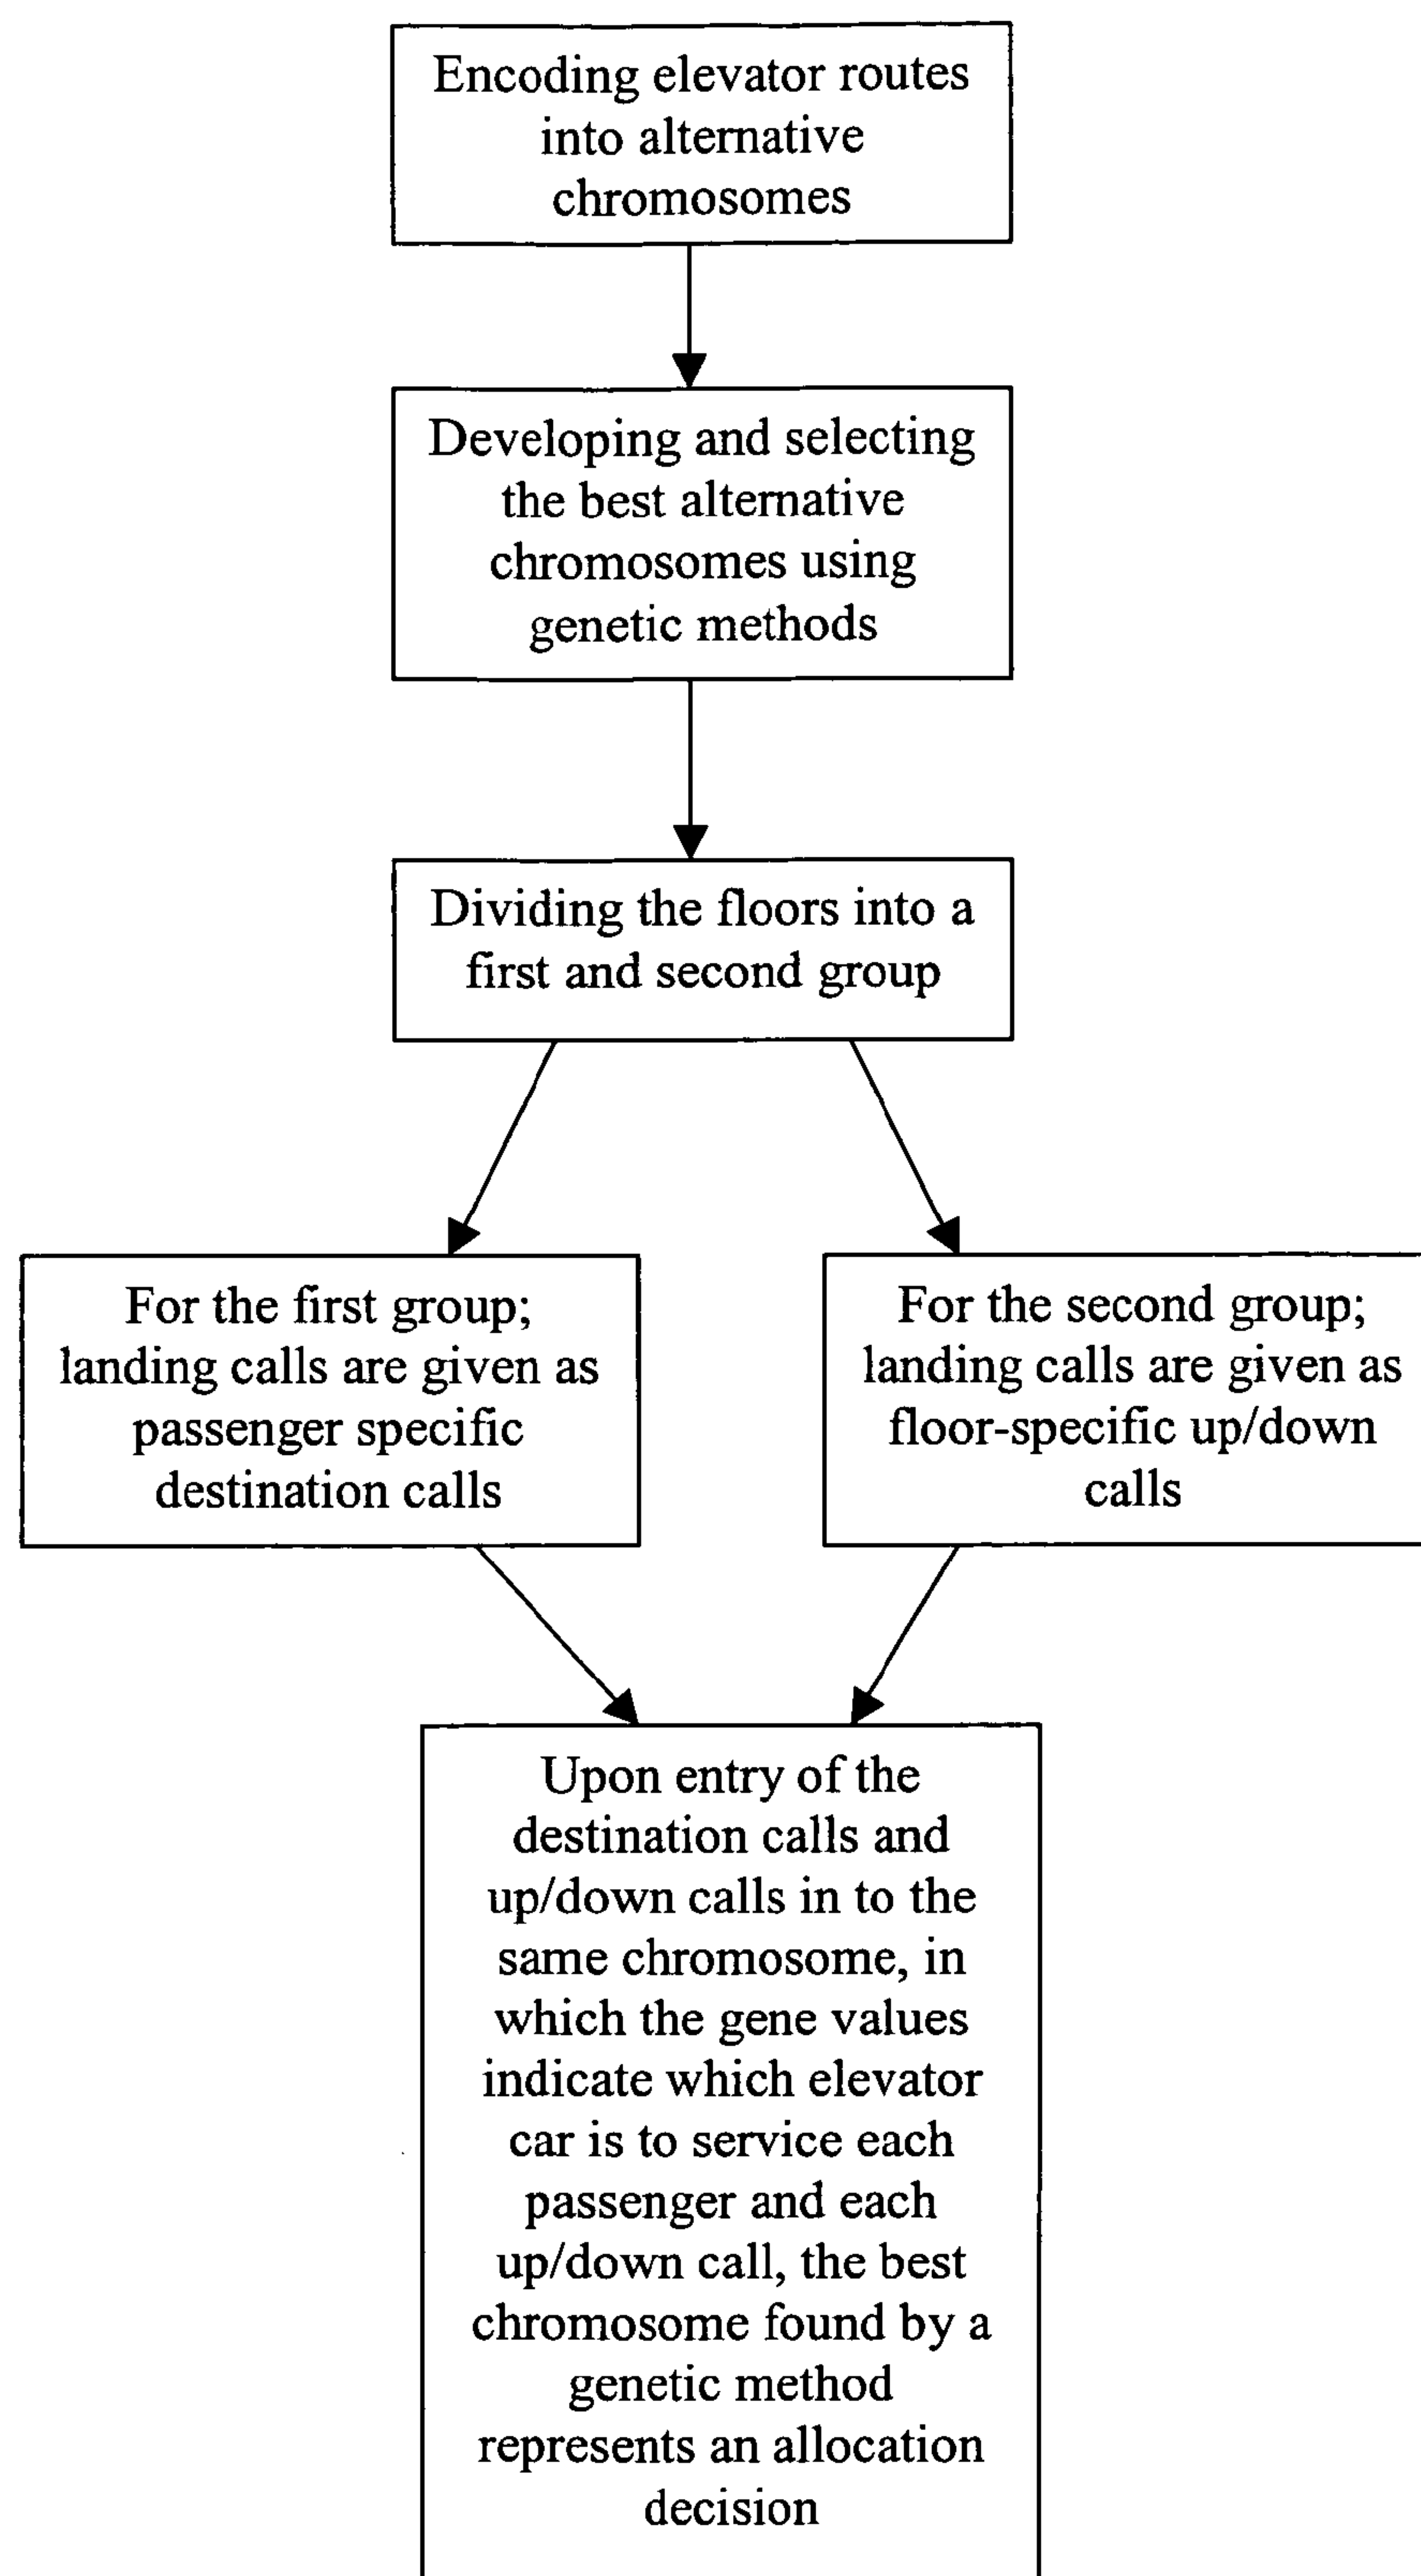 Encoding elevator routes
into alternative
chromosomes
Developing and selecting
the best alternative
chromosomes using
genetic methods
Dividing the floors into a
first and second group
For the first group;
landing calls are given as
passenger specific
destination calls
For the second group;
landing calls are given as
floor-specific up/down
calls
Upon entry of the
destination calls and
up/down calls in to the
same chromosome, in
which the gene values
indicate which elevator
car is to service each
passenger and each
up/down call, the best
chromosome found by a
genetic method
represents an allocation
decision